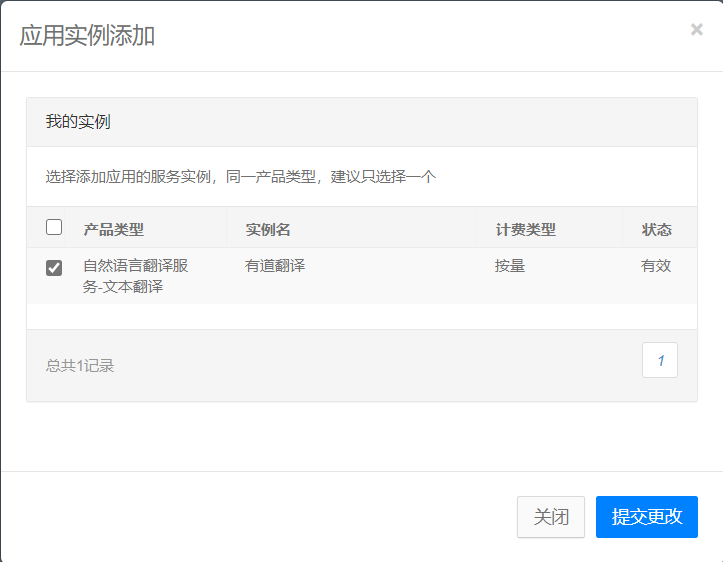 应用实例添加
×
我的实例
选择添加应用的服务实例，同一产品类型，建议只选择一个
产品类型 实例名 计费类型 状态
自然语言翻译服 有道翻译 按量 有效
务-文本翻译
总共1记录 1
关闭 提交更改